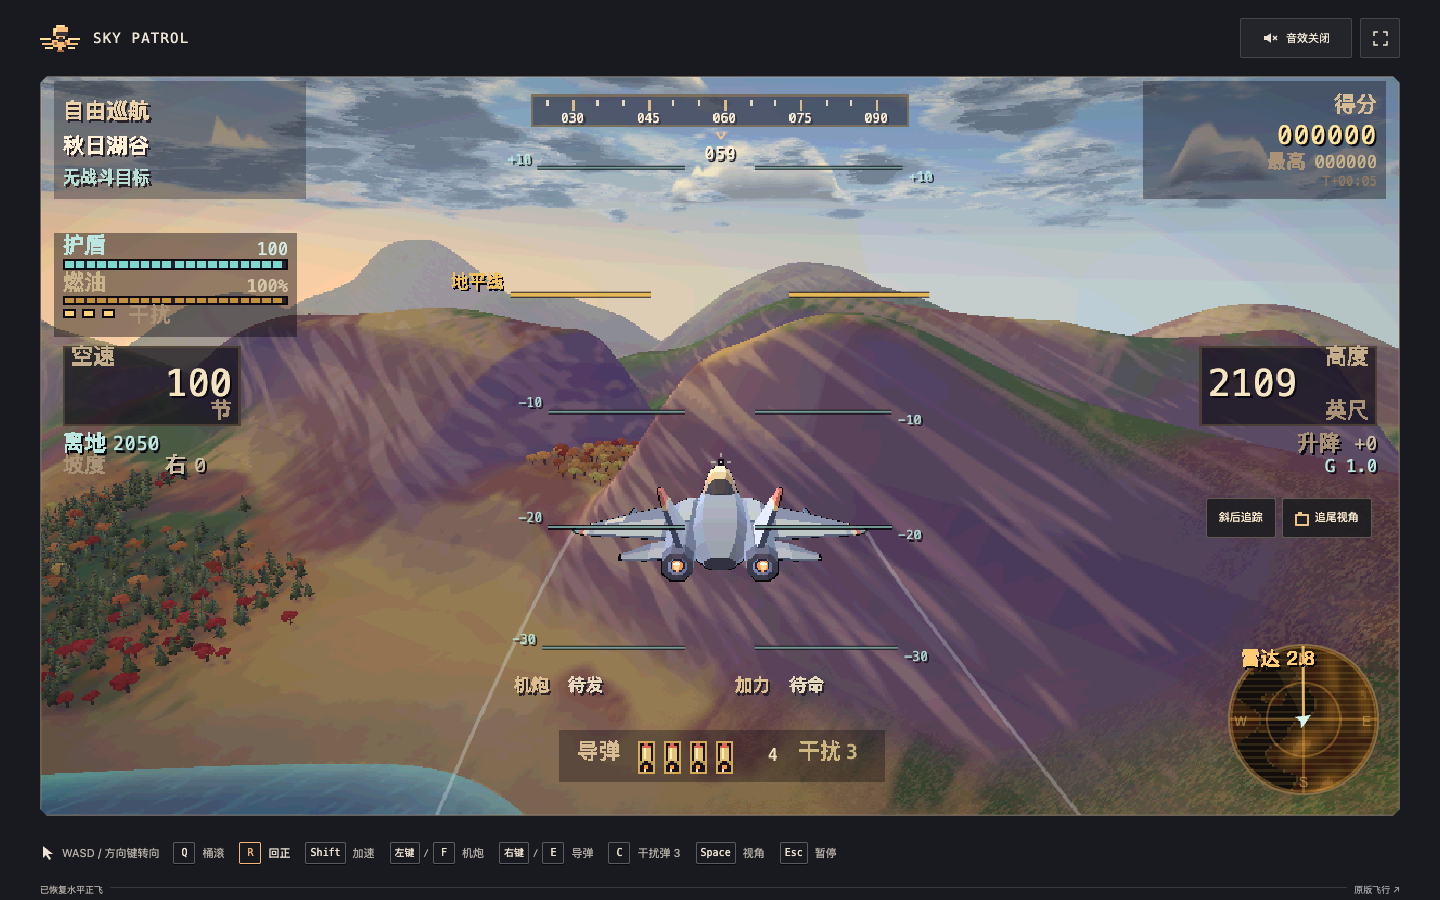 SKY PATROL
音效关闭
自由巡航
秋日湖谷
无战斗目标
030 045 060 075 090
059
得分
000000
最高 000000
T+00:05
+10 +10
护盾 100
燃油 100%
干扰
地平线
空速
100
节
离地 2050
坡度 右 0
高度
2109
英尺
升降 +0
G 1.0
-10 -10
斜后追踪 追尾视角
-20 -20
-30 -30
机炮 待发 加力 待命
雷达 2.8
W E
S
导弹 4 干扰 3
WASD / 方向键转向 Q 桶滚 R 回正 Shift 加速 左键 / F 机炮 右键 / E 导弹 C 干扰弹 3 Space 视角 Esc 暂停
已恢复水平正飞 原版飞行 ↗